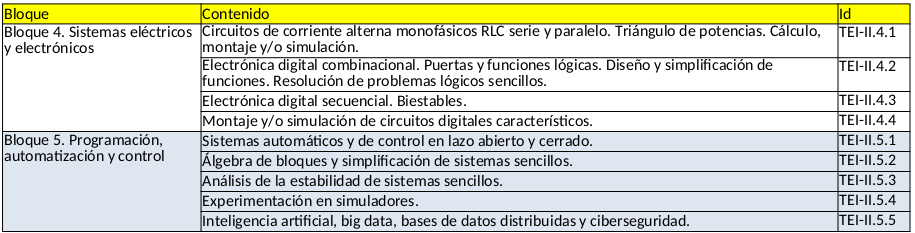 Bloque Contenido Id
Bloque 4. Sistemas eléctricos y electrónicos
Circuitos de corriente alterna monofásicos RLC serie y paralelo. Triángulo de potencias. Cálculo, TEI-II.4.1
montaje y/o simulación.
Electrónica digital combinacional. Puertas y funciones lógicas. Diseño y simplificación de TEI-II.4.2
funciones. Resolución de problemas lógicos sencillos.
Electrónica digital secuencial. Biestables. TEI-II.4.3
Montaje y/o simulación de circuitos digitales característicos. TEI-II.4.4
Bloque 5. Programación,
automatización y control
Sistemas automáticos y de control en lazo abierto y cerrado. TEI-II.5.1
Álgebra de bloques y simplificación de sistemas sencillos. TEI-II.5.2
Análisis de la estabilidad de sistemas sencillos. TEI-II.5.3
Experimentación en simuladores. TEI-II.5.4
Inteligencia artificial, big data, bases de datos distribuidas y ciberseguridad. TEI-II.5.5